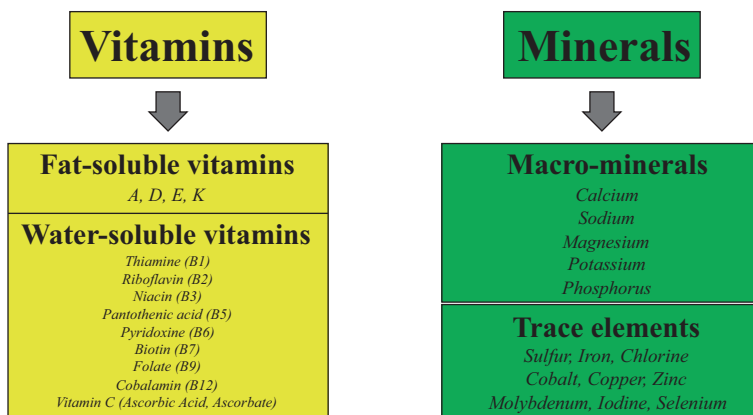 Vitamins
Fat-soluble vitamins
A, D, E, K
Water-soluble vitamins
Thiamine (B1)
Riboflavin (B2)
Niacin (B3)
Pantothenic acid (B5)
Pyridoxine (B6)
Biotin (B7)
Folate (B9)
Cobalamin (B12)
Vitamin C (Ascorbic Acid, Ascorbate)
Minerals
Macro-minerals
Calcium
Sodium
Magnesium
Potassium
Phosphorus
Trace elements
Sulfur, Iron, Chlorine
Cobalt, Copper, Zinc
Molybdenum, Iodine, Selenium